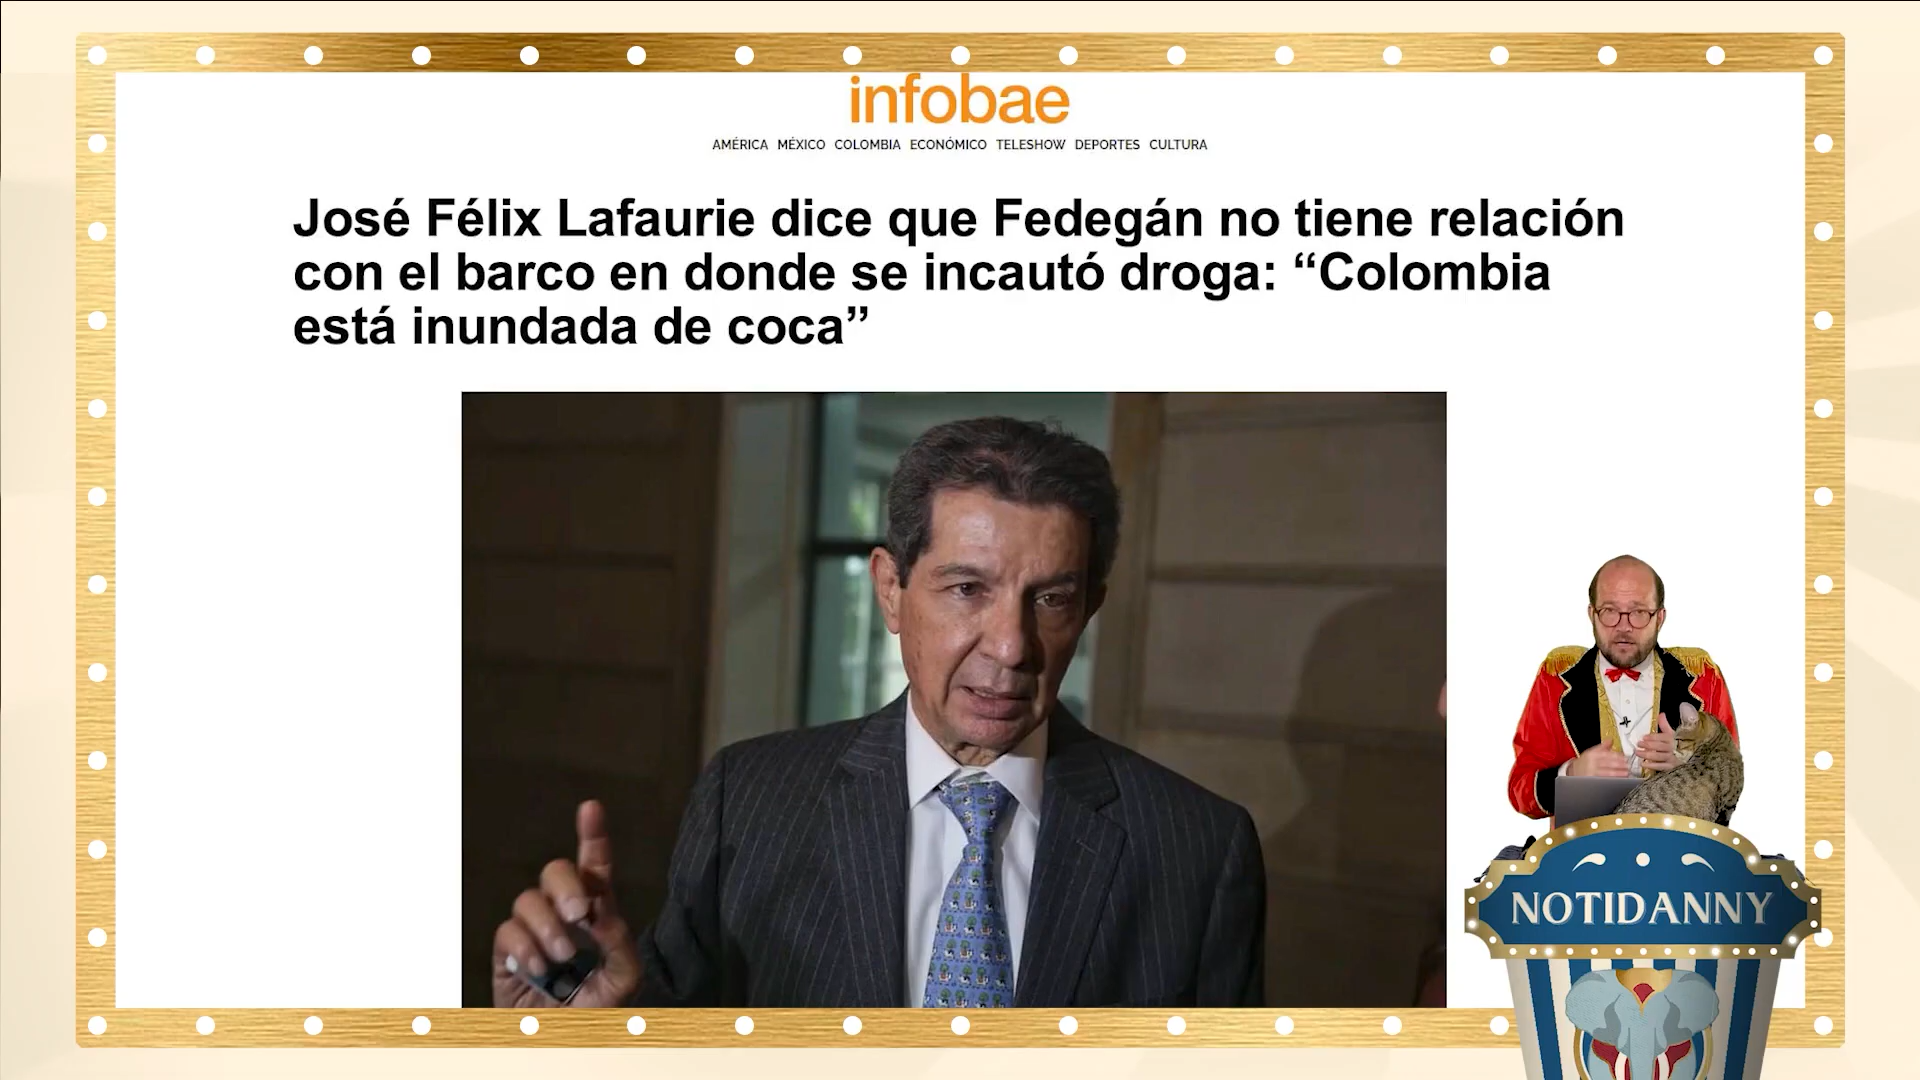 infobae
AMÉRICA MÉXICO COLOMBIA ECONÓMICO TELESHOW DEPORTES CULTURA
José Félix Lafaurie dice que Fedegán no tiene relación
con el barco en donde se incautó droga: “Colombia
está inundada de coca”
NOTIDANNY